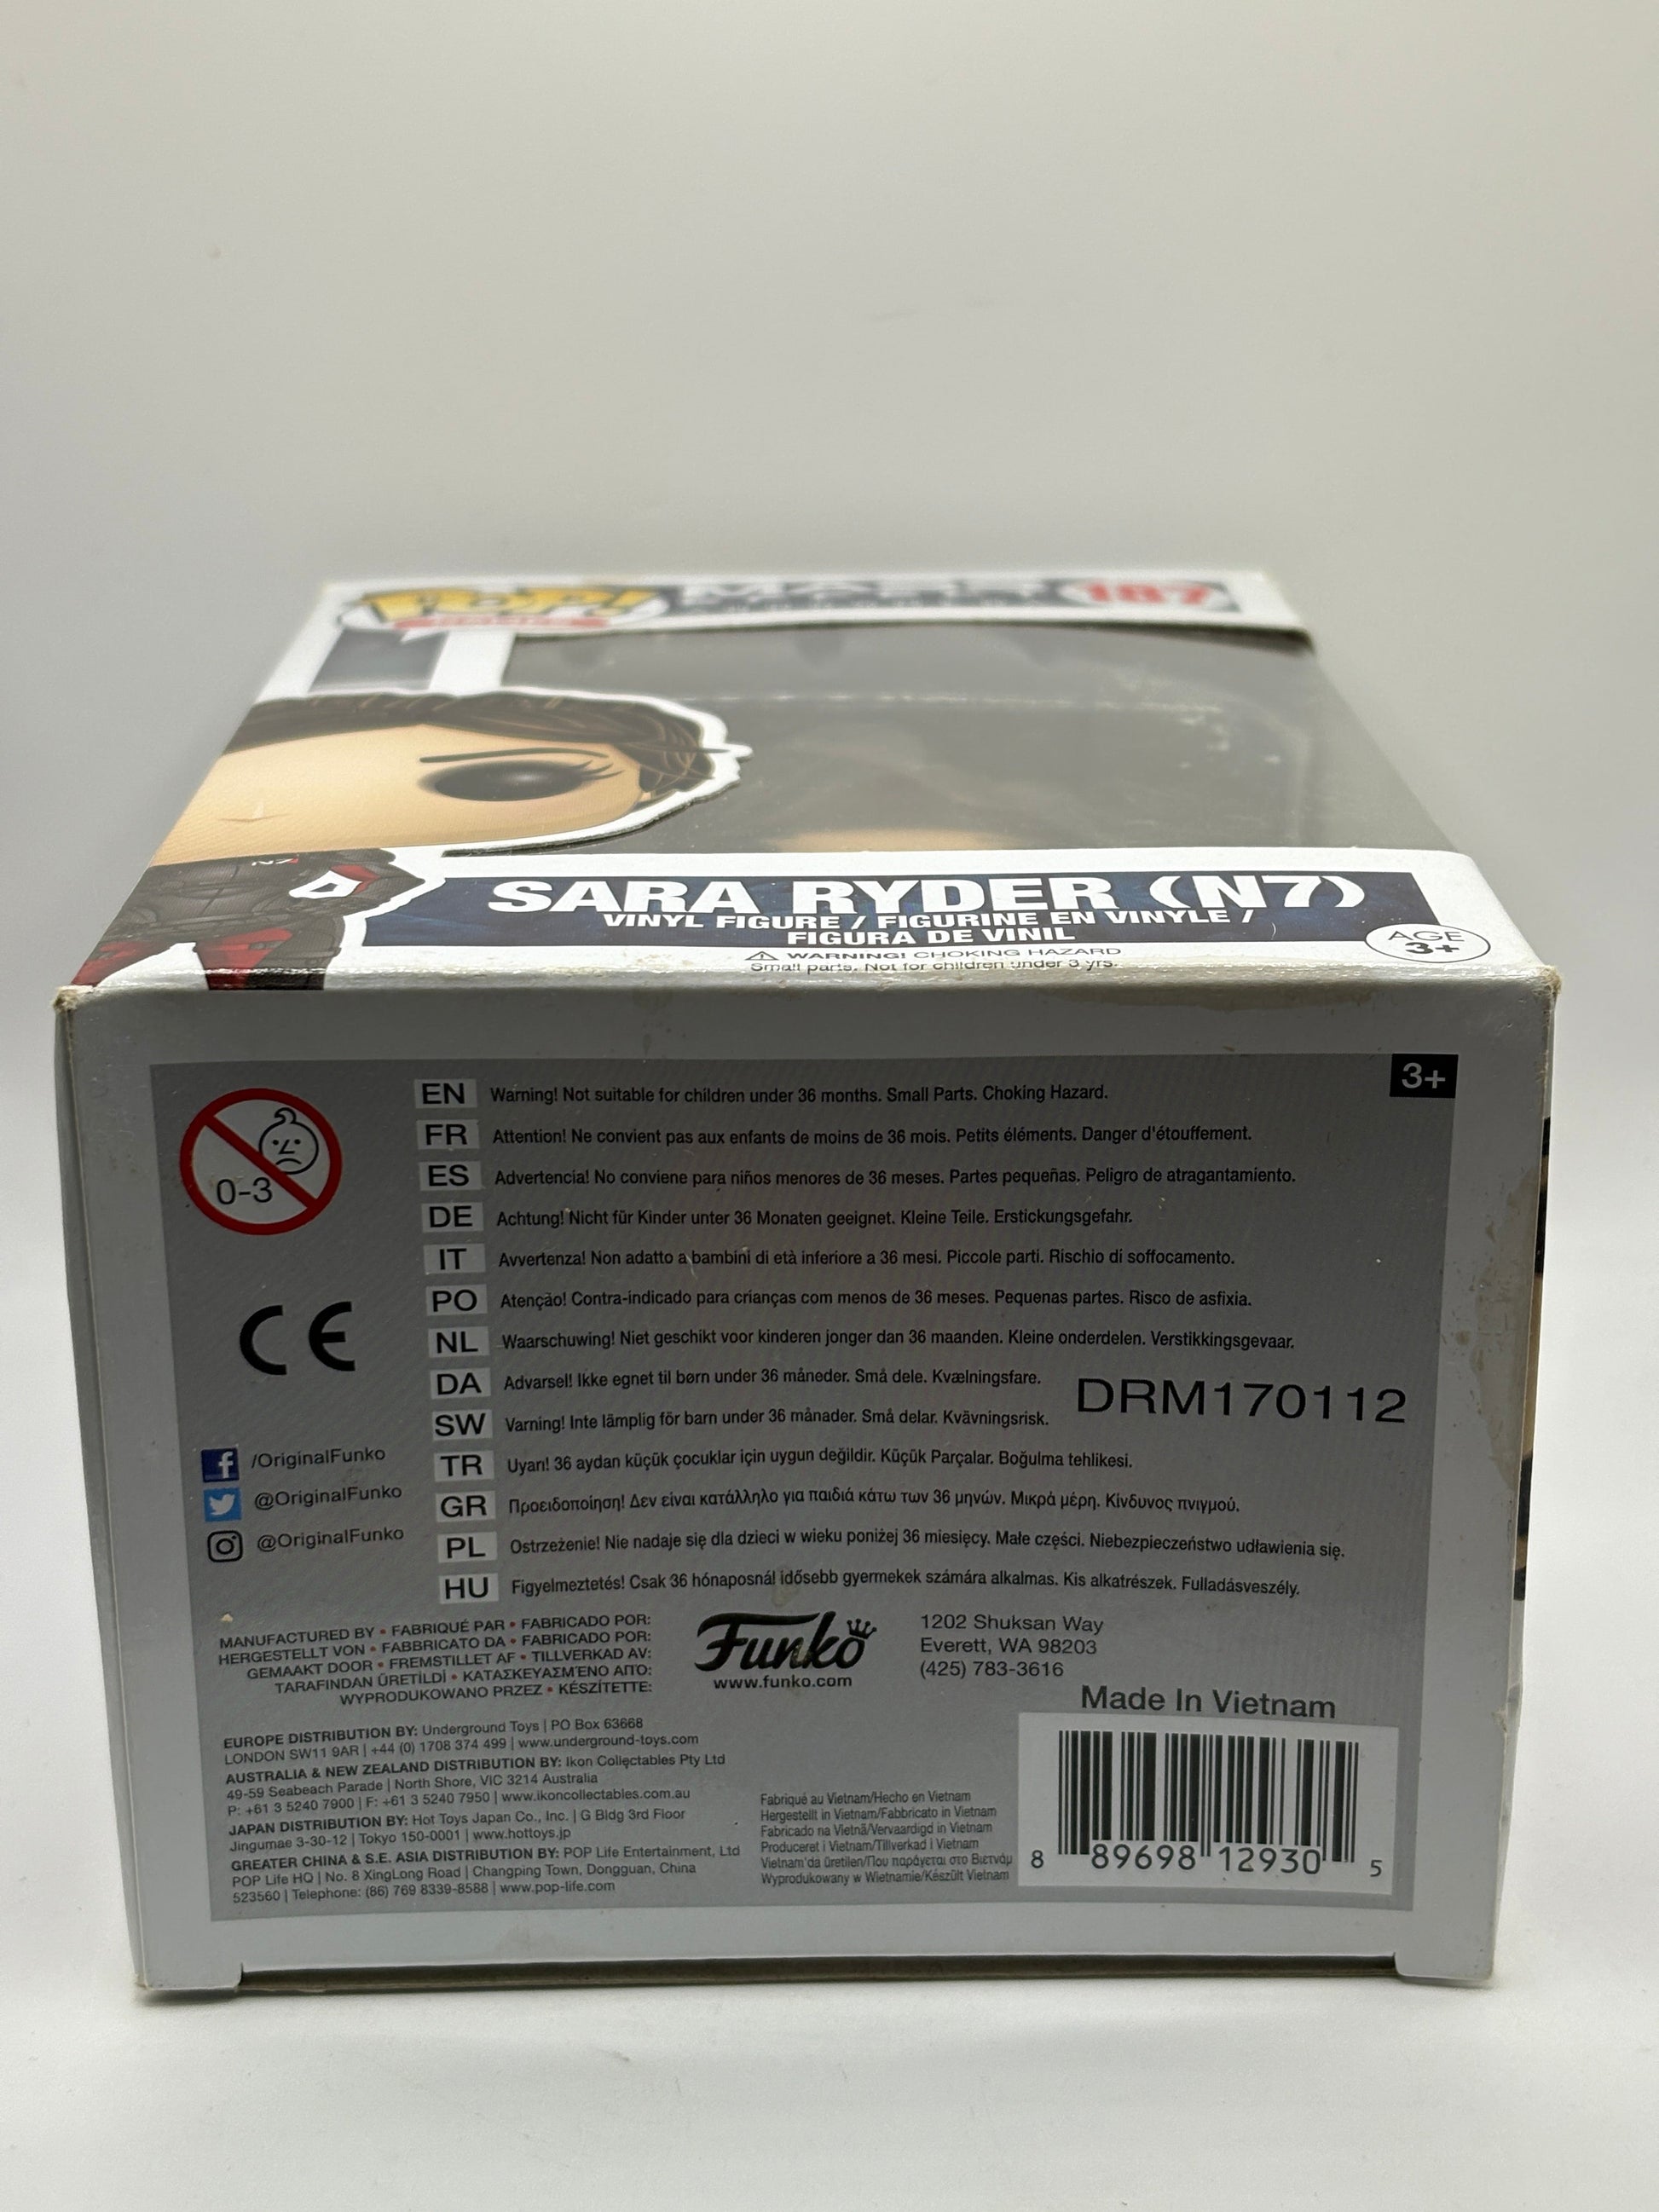 POP!
187
SARA RYDER (N7)
VINYL FIGURE / FIGURINE EN VINYLE /
FIGURA DE VINIL
WARNING! CHOKING HAZARD
Small parts. Not for children under 3 yrs.
AGE
3+
N7
3+
0-3
CE
EN Warning! Not suitable for children under 36 months. Small Parts. Choking Hazard.
FR Attention! Ne convient pas aux enfants de moins de 36 mois. Petits éléments. Danger d'étouffement.
ES Advertencia! No conviene para niños menores de 36 meses. Partes pequeñas. Peligro de atragantamiento.
DE Achtung! Nicht für Kinder unter 36 Monaten geeignet. Kleine Teile. Erstickungsgefahr.
IT Avvertenza! Non adatto a bambini di età inferiore a 36 mesi. Piccole parti. Rischio di soffocamento.
PO Atenção! Contra-indicado para crianças com menos de 36 meses. Pequenas partes. Risco de asfixia.
NL Waarschuwing! Niet geschikt voor kinderen jonger dan 36 maanden. Kleine onderdelen. Verstikkingsgevaar.
DA Advarsel! Ikke egnet til børn under 36 måneder. Små dele. Kvælningsfare.
SW Varning! Inte lämplig för barn under 36 månader. Små delar. Kvävningsrisk.
DRM170112
TR Uyarı! 36 aydan küçük çocuklar için uygun değildir. Küçük Parçalar. Boğulma tehlikesi.
GR Προειδοποίηση! Δεν είναι κατάλληλο για παιδιά κάτω των 36 μηνών. Μικρά μέρη. Κίνδυνος πνιγμού.
PL Ostrzeżenie! Nie nadaje się dla dzieci w wieku poniżej 36 miesięcy. Małe części. Niebezpieczeństwo udławienia się.
HU Figyelmeztetés! Csak 36 hónaposnál idősebb gyermekek számára alkalmas. Kis alkatrészek. Fulladásveszély.
/OriginalFunko
@OriginalFunko
@OriginalFunko
MANUFACTURED BY • FABRIQUÉ PAR • FABRICADO POR:
HERGESTELLT VON • FABBRICATO DA • FABRICADO POR:
GEMAAKT DOOR • FREMSTILLET AF • TILLVERKAD AV:
TARAFINDAN ÜRETİLDİ • ΚΑΤΑΣΚΕΥΑΣΜΈΝΟ ΑΠΌ:
WYPRODUKOWANO PRZEZ • KÉSZÍTETTE:
Funko
www.funko.com
1202 Shuksan Way
Everett, WA 98203
(425) 783-3616
Made In Vietnam
EUROPE DISTRIBUTION BY: Underground Toys | PO Box 63668
LONDON SW11 9AR | +44 (0) 1708 374 499 | www.underground-toys.com
AUSTRALIA & NEW ZEALAND DISTRIBUTION BY: Ikon Collectables Pty Ltd
49-59 Seabeach Parade | North Shore, VIC 3214 Australia
P: +61 3 5240 7900 | F: +61 3 5240 7950 | www.ikoncollectables.com.au
JAPAN DISTRIBUTION BY: Hot Toys Japan Co., Inc. | G Bldg 3rd Floor
Jingumae 3-30-12 | Tokyo 150-0001 | www.hottoys.jp
GREATER CHINA & S.E. ASIA DISTRIBUTION BY: POP Life Entertainment, Ltd
POP Life HQ | No. 8 XingLong Road | Changping Town, Dongguan, China
523560 | Telephone: (86) 769 8339-8588 | www.pop-life.com
Fabriqué au Vietnam/Hecho en Vietnam
Hergestellt in Vietnam/Fabbricato in Vietnam
Fabricado na Vietnã/Vervaardigd in Vietnam
Produceret i Vietnam/Tillverkad i Vietnam
Vietnam'da üretilen/Που παράγεται στο Βιετνάμ
Wyprodukowany w Wietnamie/Készült Vietnam
8 89698 12930 5